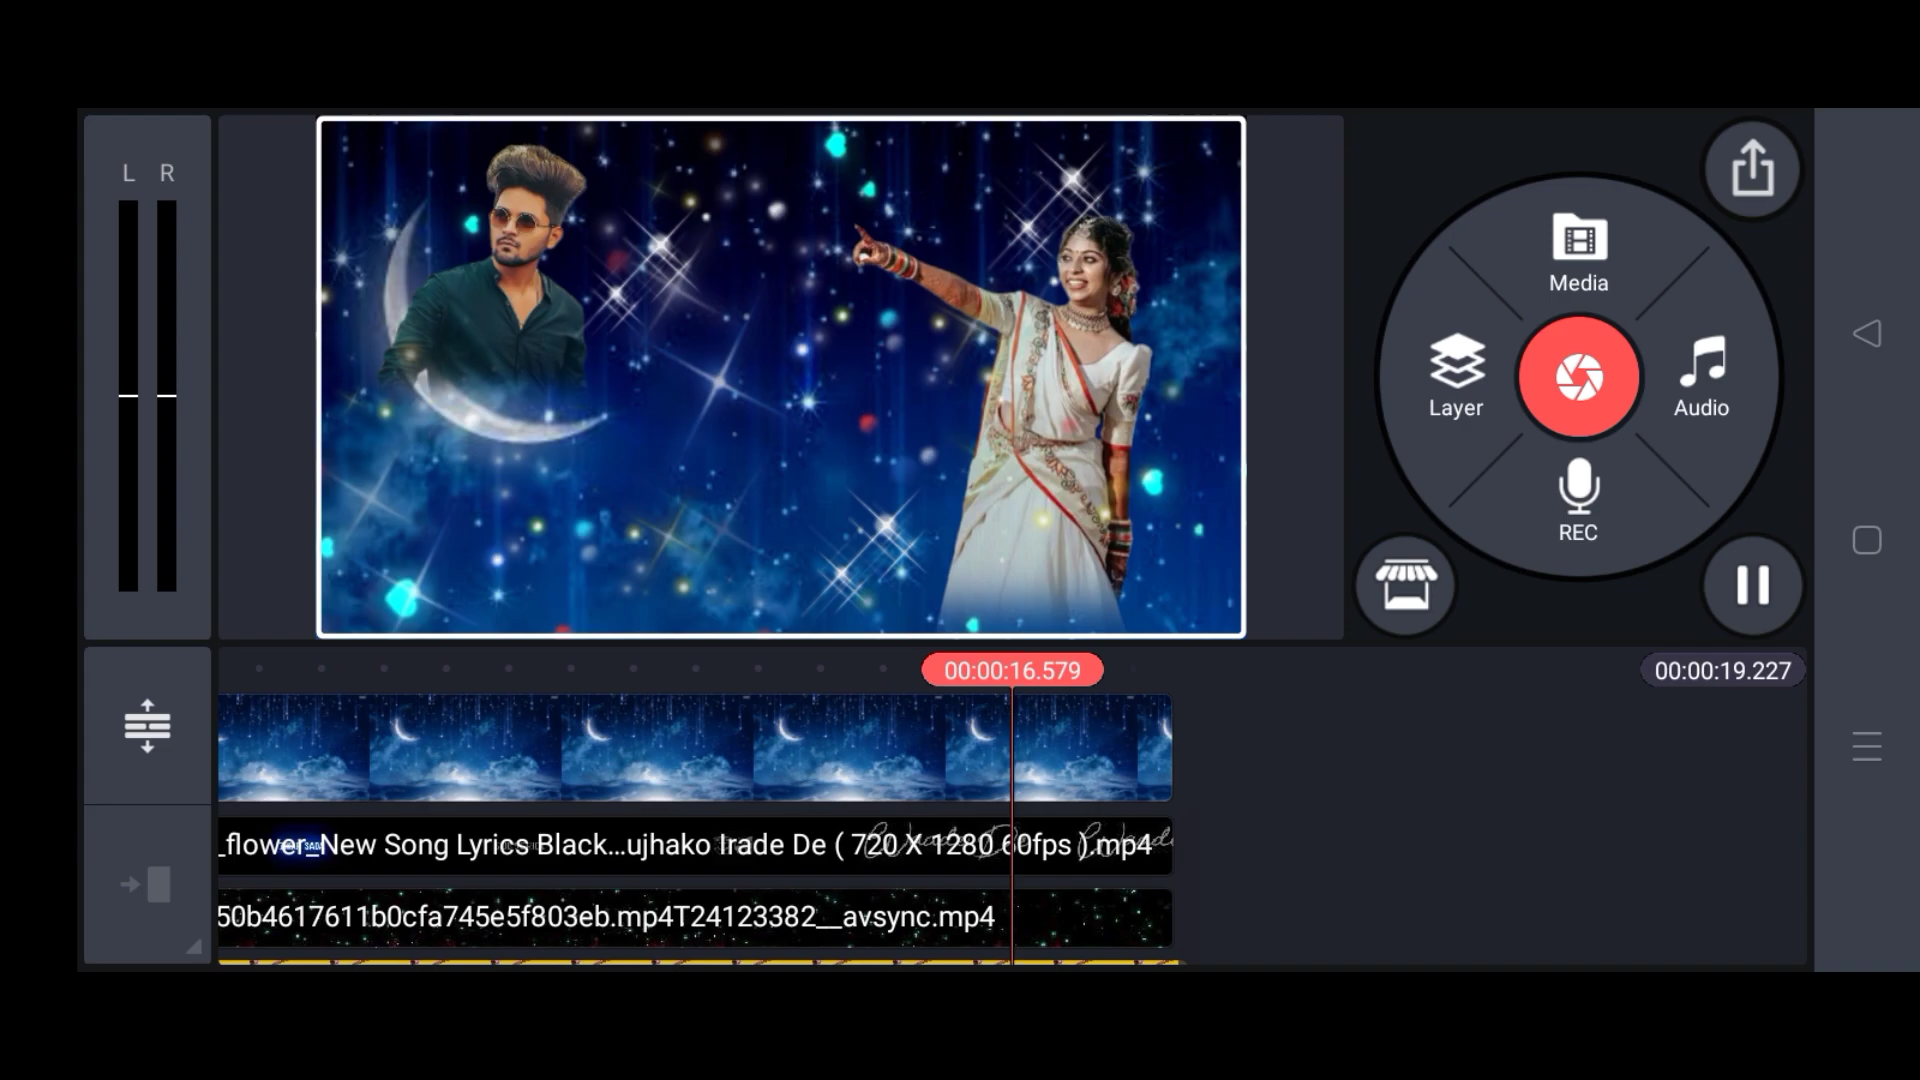 L R
Media
Layer
Audio
REC
00:00:16.579
00:00:19.227
_flower_New Song Lyrics Black...ujhako Irade De ( 720 X 1280 60fps ).mp4
50b4617611b0cfa745e5f803eb.mp4T24123382__avsync.mp4